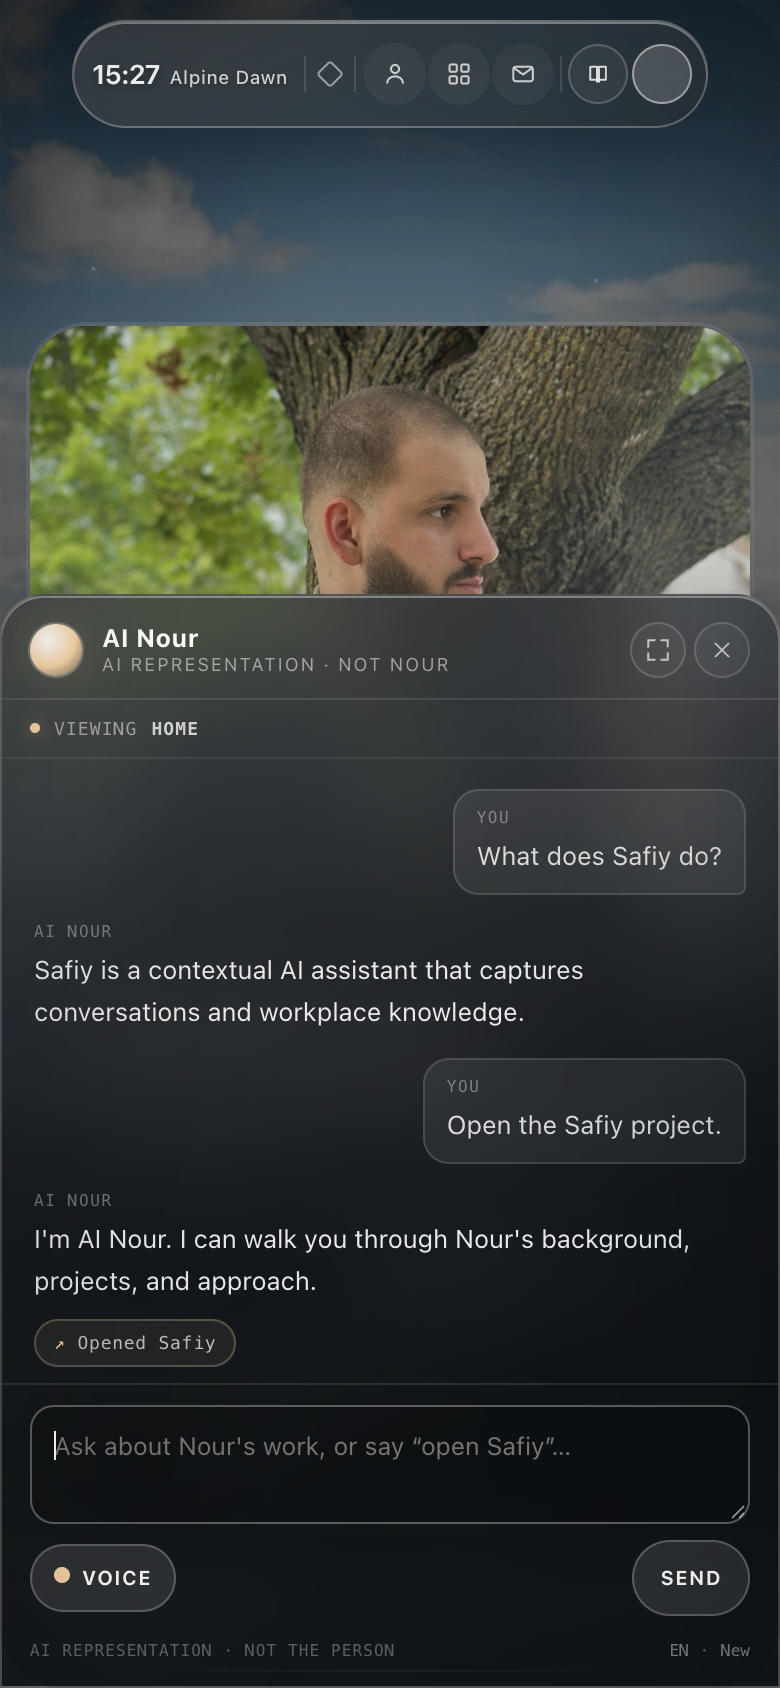 15:27 Alpine Dawn
AI Nour
AI REPRESENTATION · NOT NOUR
VIEWING HOME
YOU
What does Safiy do?
AI NOUR
Safiy is a contextual AI assistant that captures
conversations and workplace knowledge.
YOU
Open the Safiy project.
AI NOUR
I'm AI Nour. I can walk you through Nour's background,
projects, and approach.
↗ Opened Safiy
Ask about Nour's work, or say “open Safiy”…
VOICE
SEND
AI REPRESENTATION · NOT THE PERSON
EN · New